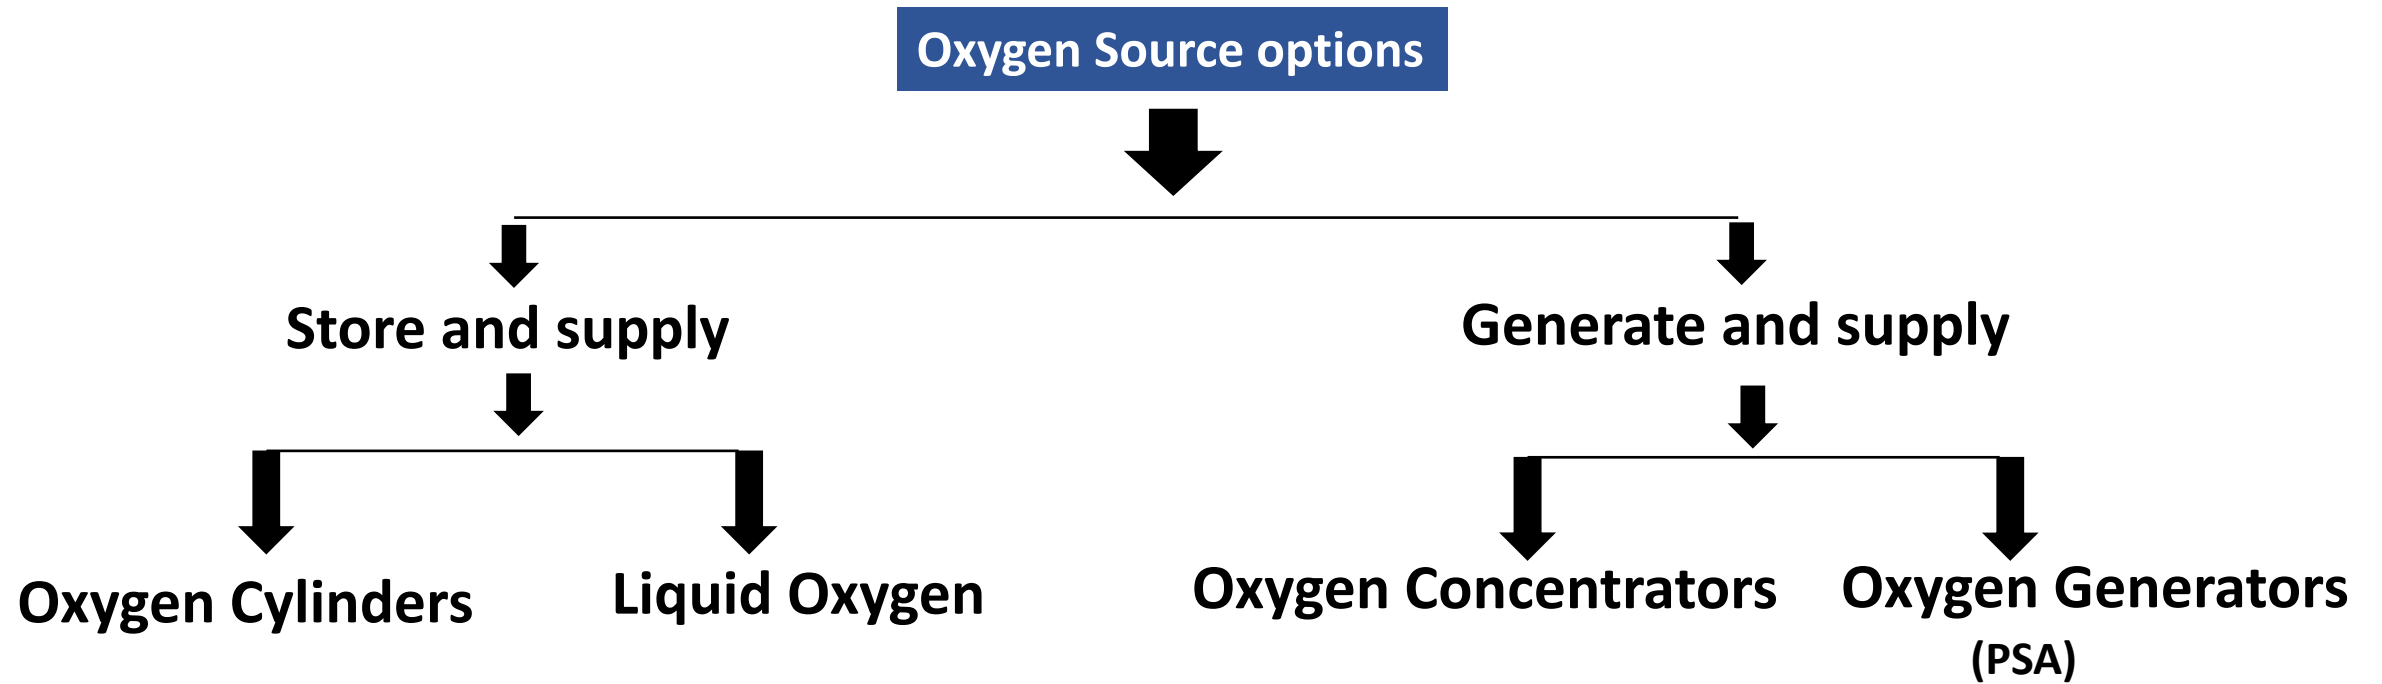 Oxygen Source options
Store and supply
Generate and supply
Oxygen Cylinders
Liquid Oxygen
Oxygen Concentrators
Oxygen Generators
(PSA)